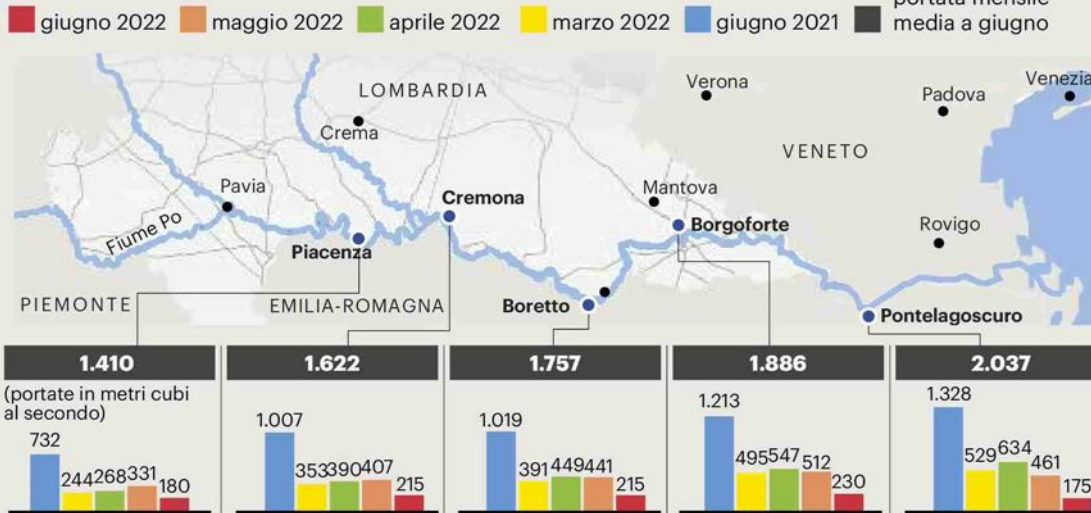 giugno 2022
maggio 2022
aprile 2022
marzo 2022
giugno 2021
portata mensile
media a giugno
LOMBARDIA
Verona
Padova
Venezia
Crema
VENETO
Pavia
Cremona
Mantova
Fiume Po
Borgoforte
Rovigo
Piacenza
PIEMONTE
EMILIA-ROMAGNA
Boretto
Pontelagoscuro
1.410
1.622
1.757
1.886
2.037
(portate in metri cubi
al secondo)
732
244 268 331 180
1.007
353 390 407 215
1.019
391 449 441 215
1.213
495 547 512 230
1.328
529 634 461 175